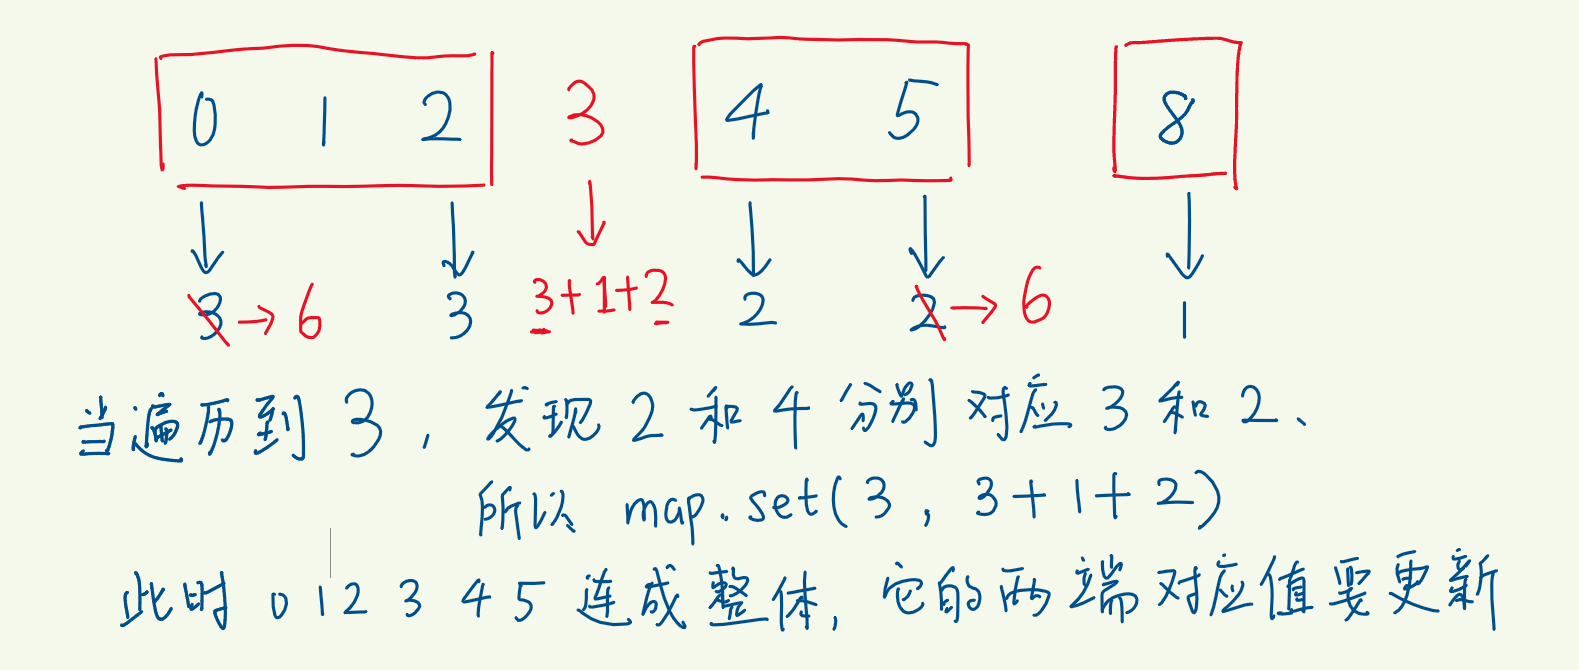 0 1 2 3 4 5 8
3→6 3 3+1+2 2 2→6 1
当遍历到 3, 发现 2 和 4 分别 对应 3 和 2、
所以 map.set(3, 3+1+2)
此时 0 1 2 3 4 5 连成整体, 它的两端对应值要更新